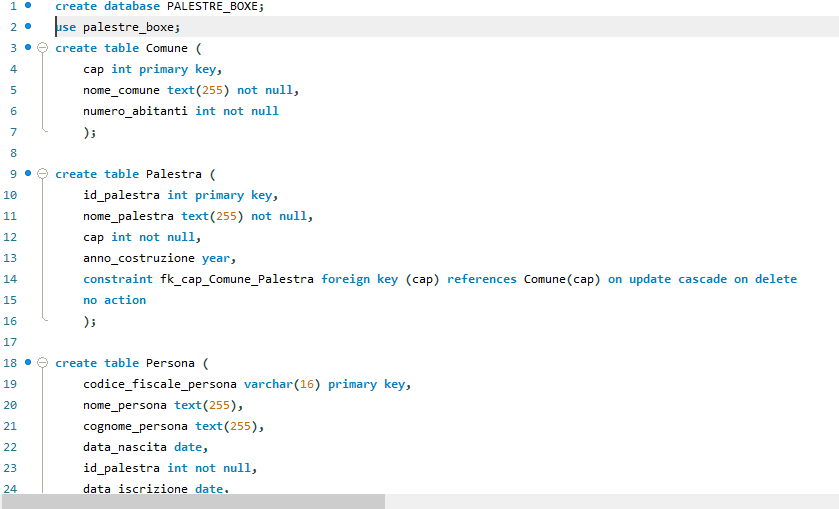 1 create database PALESTRE_BOXE;
2 use palestre_boxe;
3 create table Comune (
4 cap int primary key,
5 nome_comune text(255) not null,
6 numero_abitanti int not null
7 );
8
9 create table Palestra (
10 id_palestra int primary key,
11 nome_palestra text(255) not null,
12 cap int not null,
13 anno_costruzione year,
14 constraint fk_cap_Comune_Palestra foreign key (cap) references Comune(cap) on update cascade on delete
15 no action
16 );
17
18 create table Persona (
19 codice_fiscale_persona varchar(16) primary key,
20 nome_persona text(255),
21 cognome_persona text(255),
22 data_nascita date,
23 id_palestra int not null,
24 data_iscrizione date,